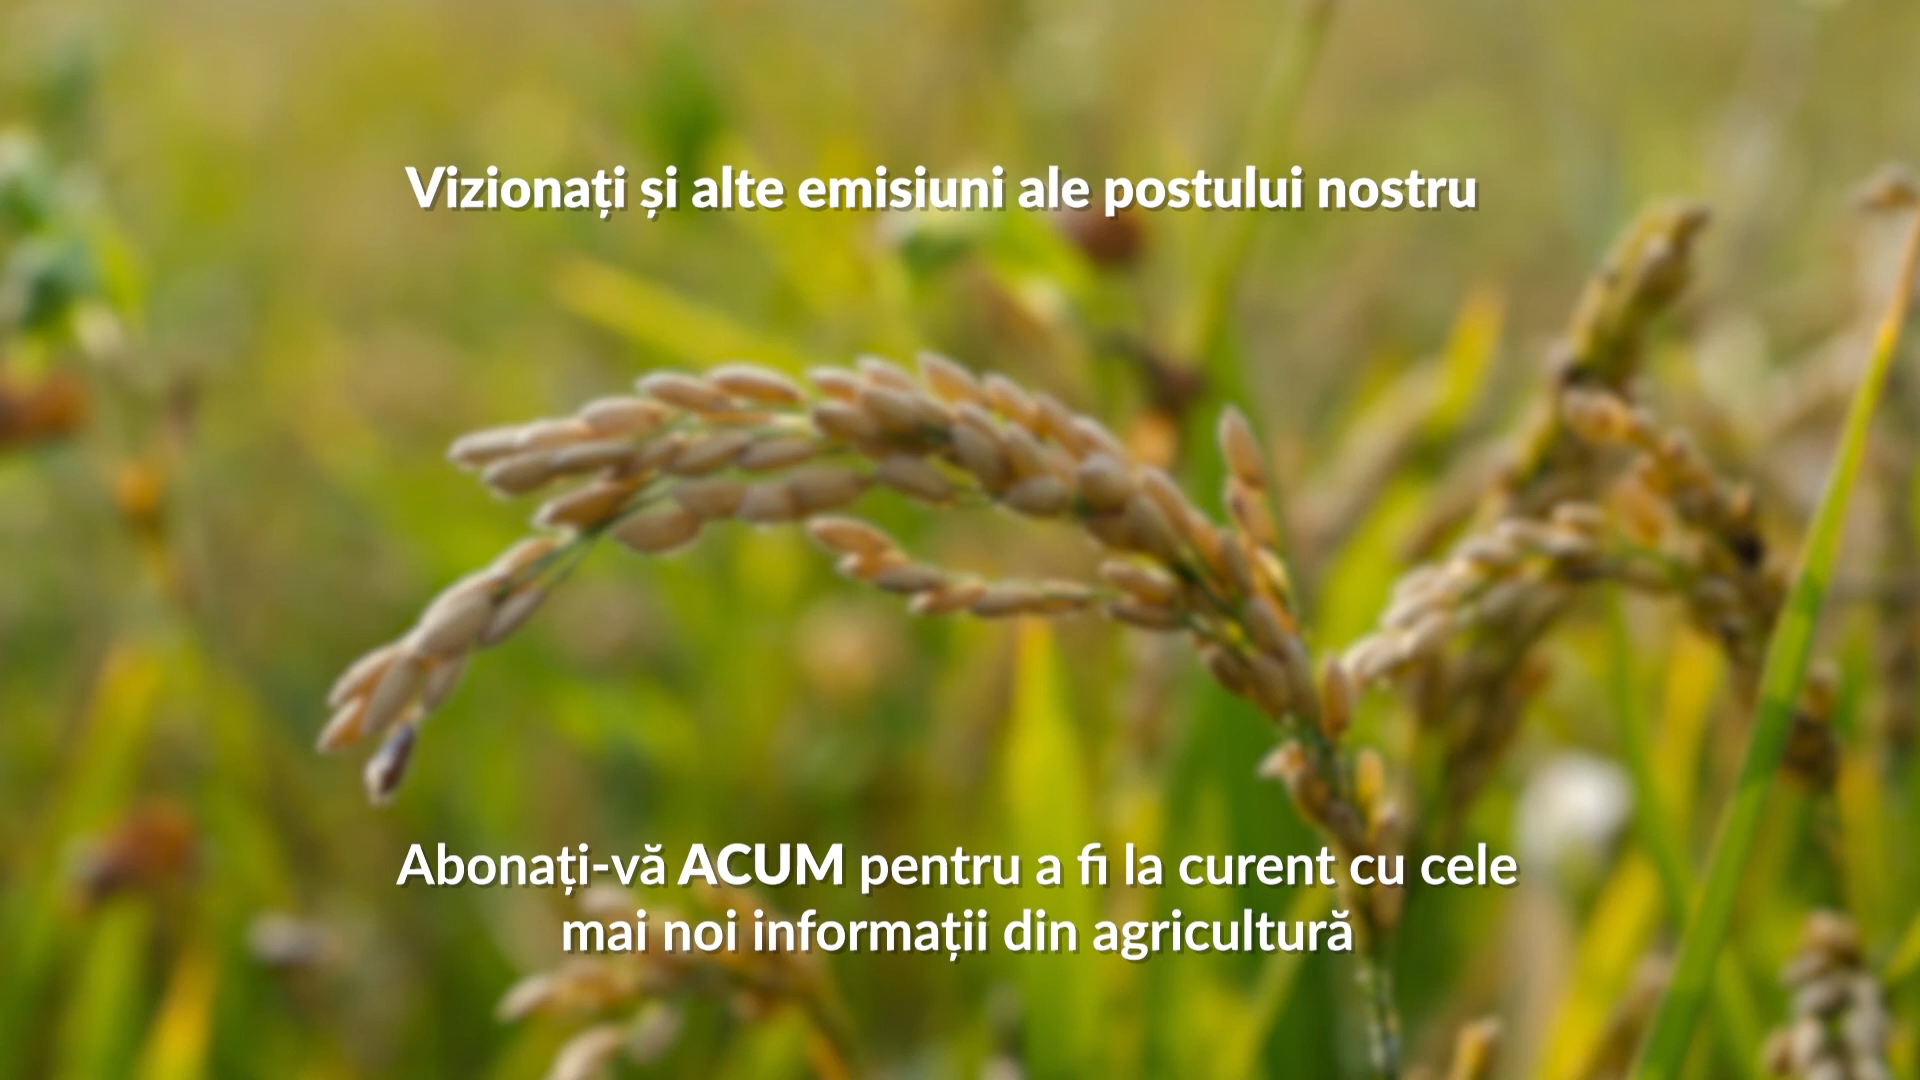 Vizionați și alte emisiuni ale postului nostru
Abonați-vă ACUM pentru a fi la curent cu cele
mai noi informații din agricultură